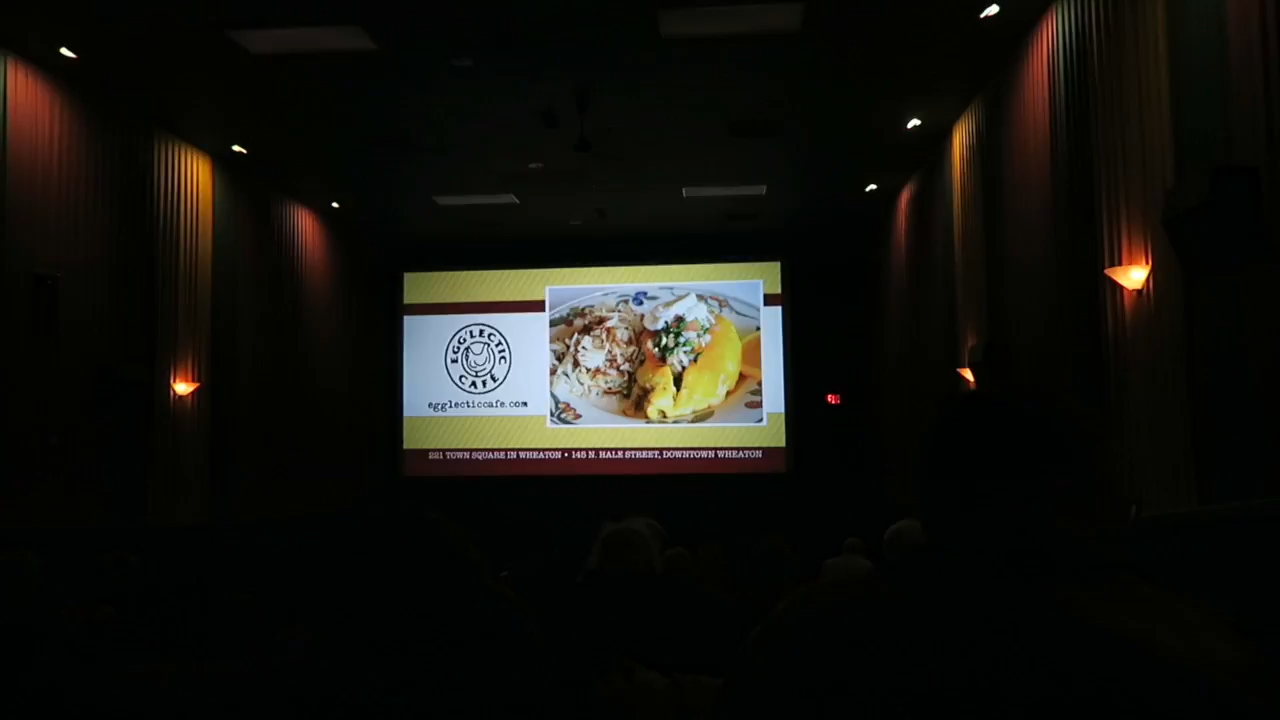 EGG'LECTIC
CAFÉ
egglecticcafe.com
221 TOWN SQUARE IN WHEATON • 145 N. HALE STREET, DOWNTOWN WHEATON